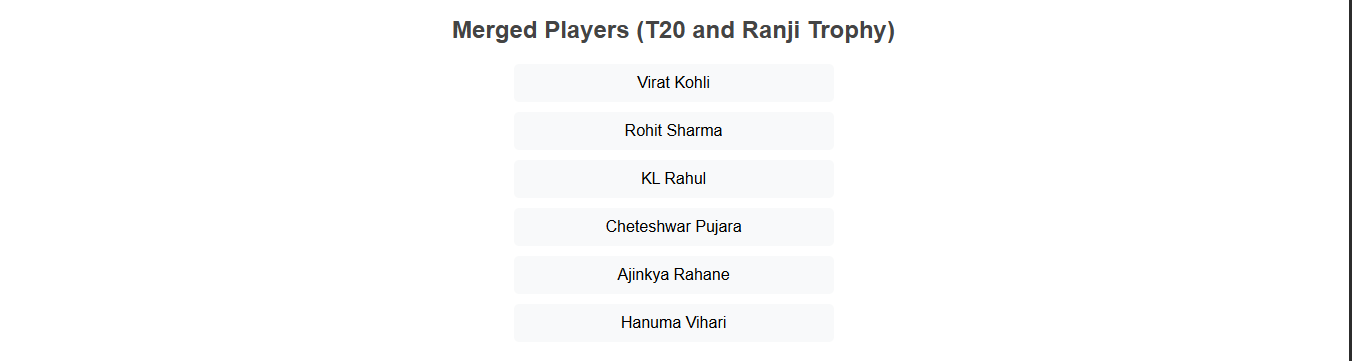 Merged Players (T20 and Ranji Trophy)
Virat Kohli
Rohit Sharma
KL Rahul
Cheteshwar Pujara
Ajinkya Rahane
Hanuma Vihari